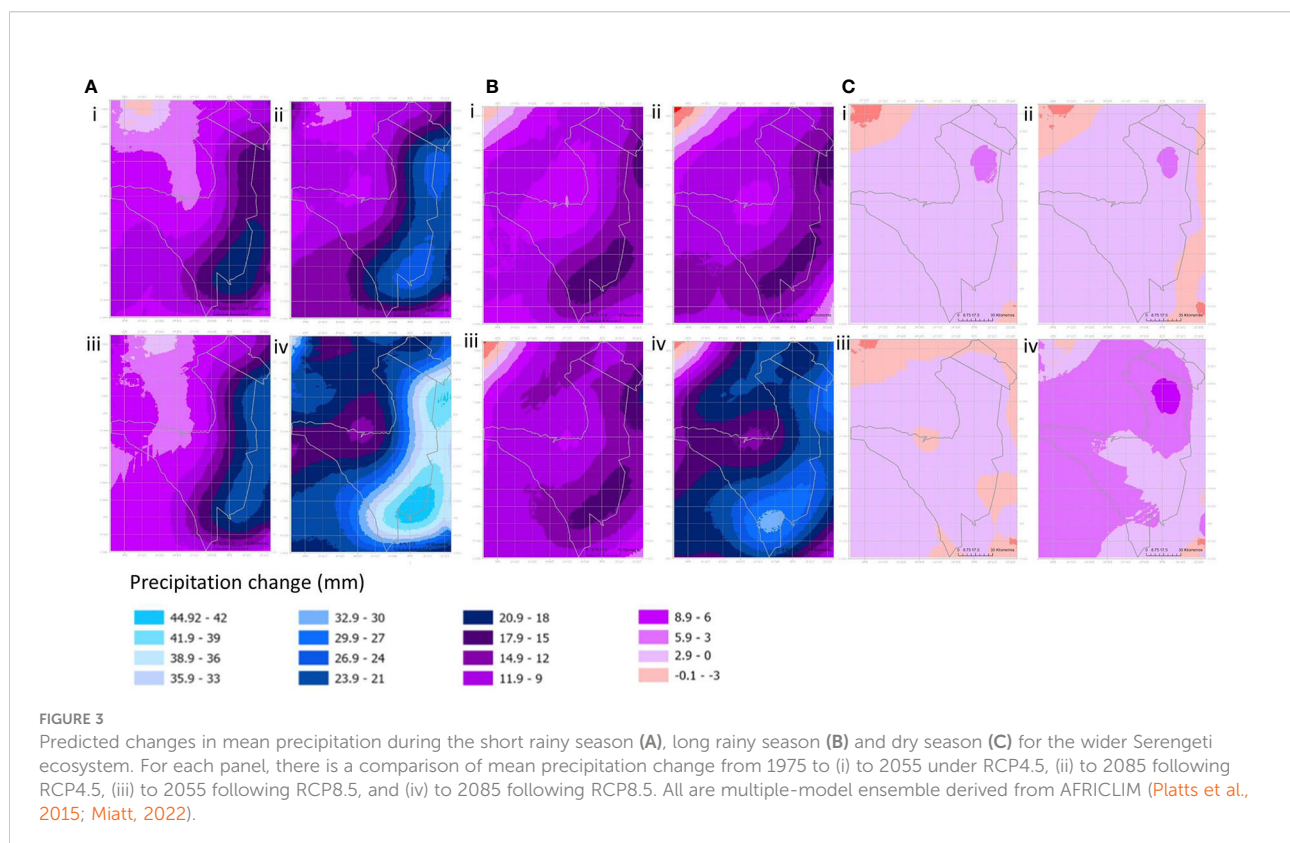 A
B
C
i
ii
i
ii
i
ii
iii
iv
iii
iv
iii
iv
Precipitation change (mm)
44.92 - 42
41.9 - 39
38.9 - 36
35.9 - 33
32.9 - 30
29.9 - 27
26.9 - 24
23.9 - 21
20.9 - 18
17.9 - 15
14.9 - 12
11.9 - 9
8.9 - 6
5.9 - 3
2.9 - 0
-0.1 - -3
FIGURE 3
Predicted changes in mean precipitation during the short rainy season (A), long rainy season (B) and dry season (C) for the wider Serengeti
ecosystem. For each panel, there is a comparison of mean precipitation change from 1975 to (i) to 2055 under RCP4.5, (ii) to 2085 following
RCP4.5, (iii) to 2055 following RCP8.5, and (iv) to 2085 following RCP8.5. All are multiple-model ensemble derived from AFRICLIM (Platts et al.,
2015; Miatt, 2022).